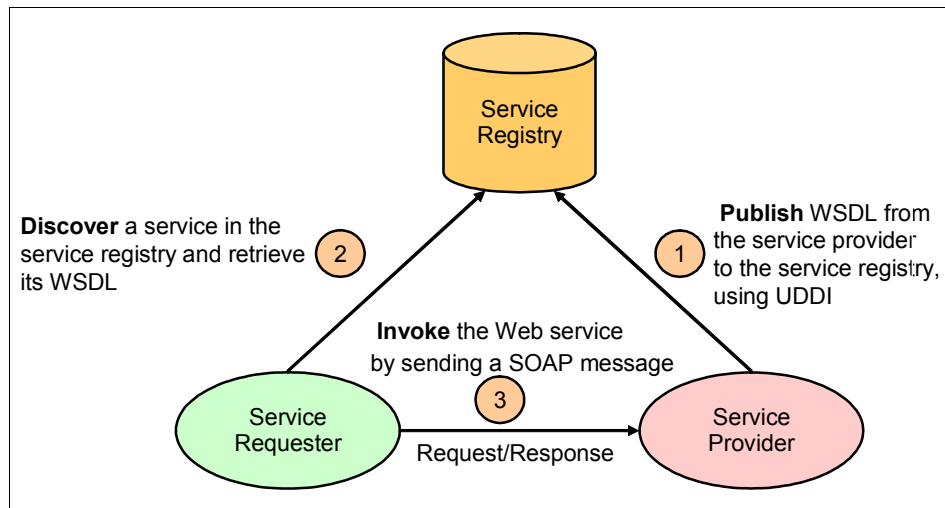 Service
Registry
Discover a service in the
service registry and retrieve
its WSDL
2
1
Publish WSDL from
the service provider
to the service registry,
using UDDI
Invoke the Web service
by sending a SOAP message
3
Service
Requester
Request/Response
Service
Provider